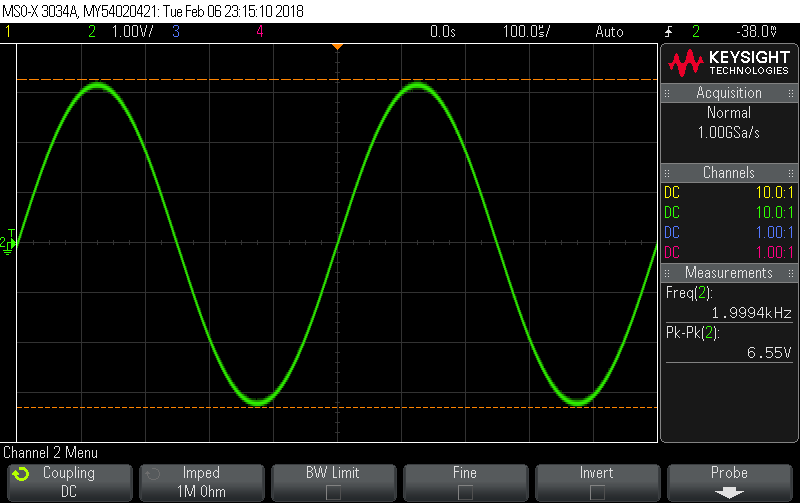 MSO-X 3034A, MY54020421: Tue Feb 06 23:15:10 2018
1 2 1.00V/ 3 4 0.0s 100.0us/ Auto 2 -38.0mV
KEYSIGHT
TECHNOLOGIES
Acquisition
Normal
1.00GSa/s
Channels
DC 10.0:1
DC 10.0:1
DC 1.00:1
DC 1.00:1
Measurements
Freq(2):
1.9994kHz
Pk-Pk(2):
6.55V
T
2
Channel 2 Menu
Coupling Imped BW Limit Fine Invert Probe
DC 1M Ohm